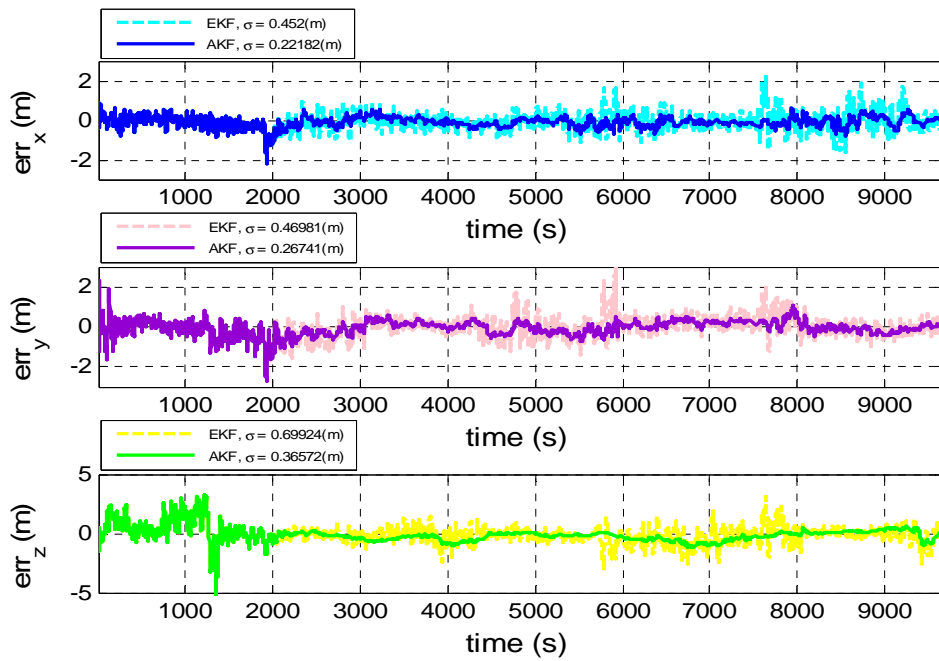 EKF, σ = 0.452(m)
AKF, σ = 0.22182(m)
2
0
-2
err_x (m)
1000 2000 3000 4000 5000 6000 7000 8000 9000
time (s)
EKF, σ = 0.46981(m)
AKF, σ = 0.26741(m)
2
0
-2
err_y (m)
1000 2000 3000 4000 5000 6000 7000 8000 9000
time (s)
EKF, σ = 0.69924(m)
AKF, σ = 0.36572(m)
5
0
-5
err_z (m)
1000 2000 3000 4000 5000 6000 7000 8000 9000
time (s)